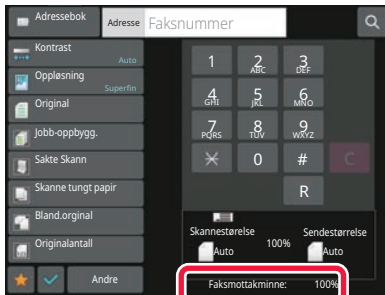 Adressebok
Adresse
Faksnummer
Kontrast
Auto
Oppløsning
Superfin
Original
Jobb-oppbygg.
Sakte Skann
Skanne tungt papir
Bland.orginal
Originalantall
Andre
1
2 ABC
3 DEF
4 GHI
5 JKL
6 MNO
7 PQRS
8 TUV
9 WXYZ
0
#
C
R
Skannestørelse
Auto
100%
Sendestørrelse
Auto
Faksmottakminne: 100%